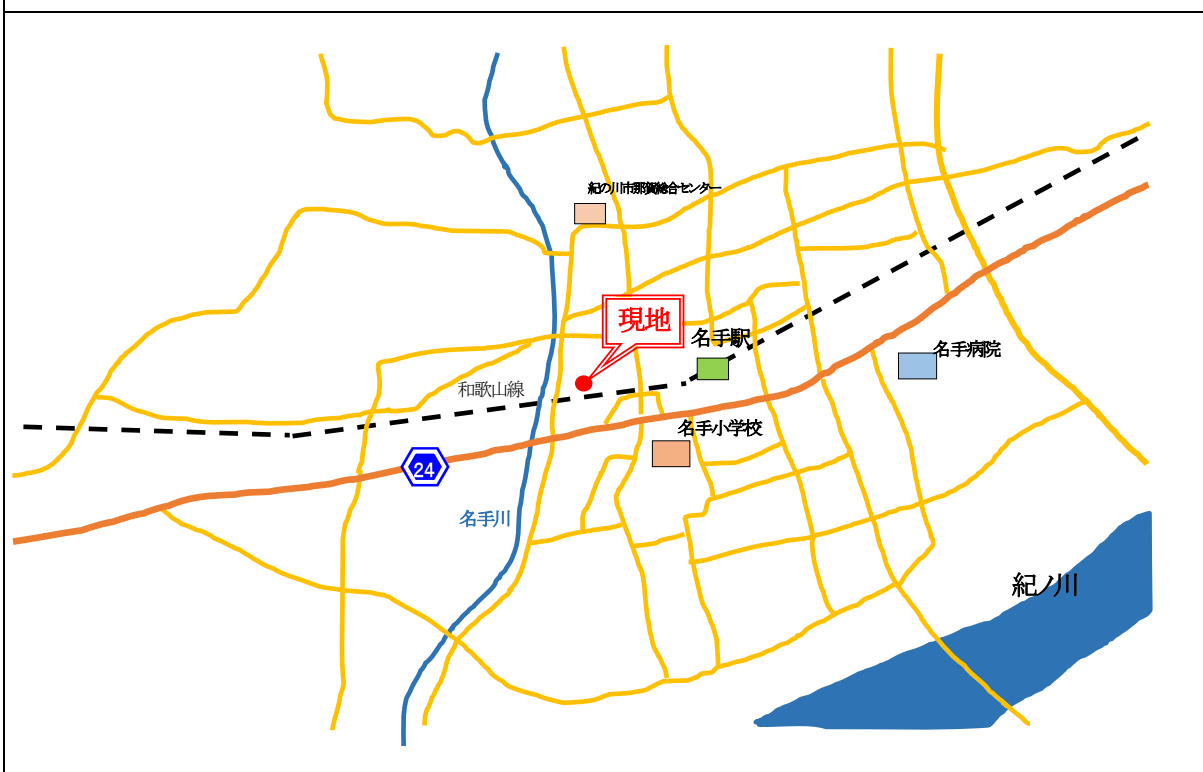 紀の川市那賀総合センター
現地
名手駅
名手病院
和歌山線
名手小学校
24
名手川
紀ノ川